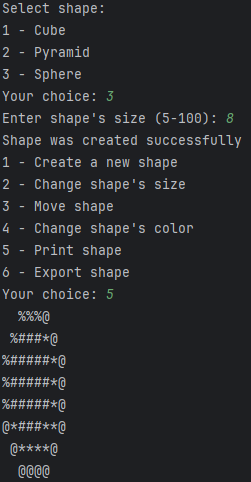 Select shape:
1 - Cube
2 - Pyramid
3 - Sphere
Your choice: 3
Enter shape's size (5-100): 8
Shape was created successfully
1 - Create a new shape
2 - Change shape's size
3 - Move shape
4 - Change shape's color
5 - Print shape
6 - Export shape
Your choice: 5
  %%%@
 %###*@
%#####*@
%#####*@
%#####*@
@*###**@
 @****@
  @@@@